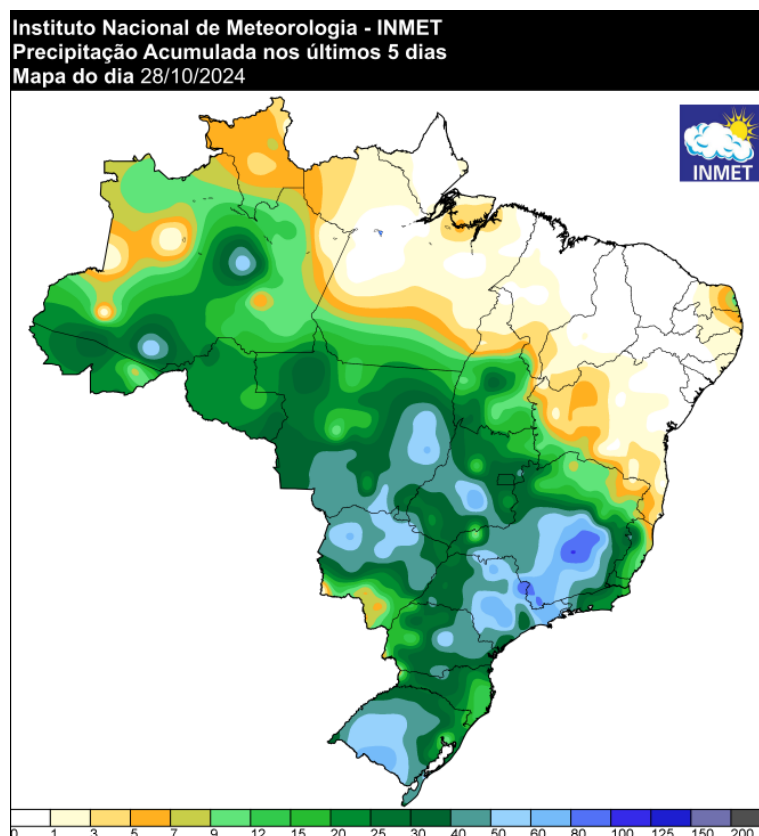 Instituto Nacional de Meteorologia - INMET
Precipitação Acumulada nos últimos 5 dias
Mapa do dia 28/10/2024
INMET
0 1 3 5 7 9 12 15 20 25 30 40 50 60 80 100 125 150 200